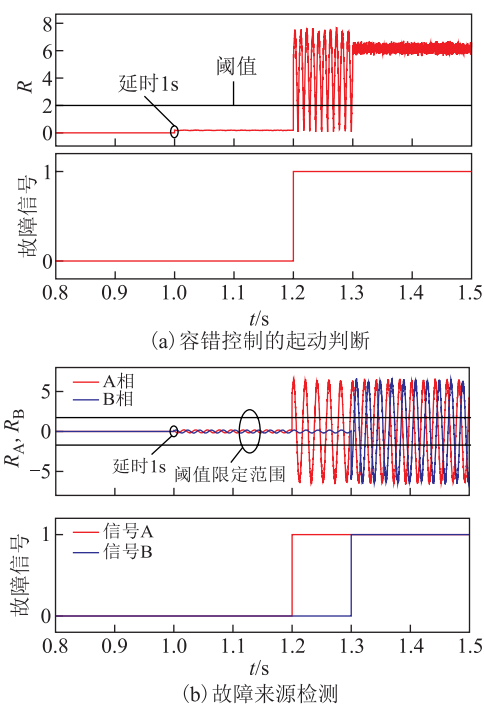 8
6
4
2
0
R
延时1s
阈值
1
0
故障信号
0.8 0.9 1.0 1.1 1.2 1.3 1.4 1.5
t/s
(a)容错控制的起动判断
5
0
−5
R_A, R_B
A相
B相
延时1s
阈值限定范围
1
0
故障信号
信号A
信号B
0.8 0.9 1.0 1.1 1.2 1.3 1.4 1.5
t/s
(b)故障来源检测